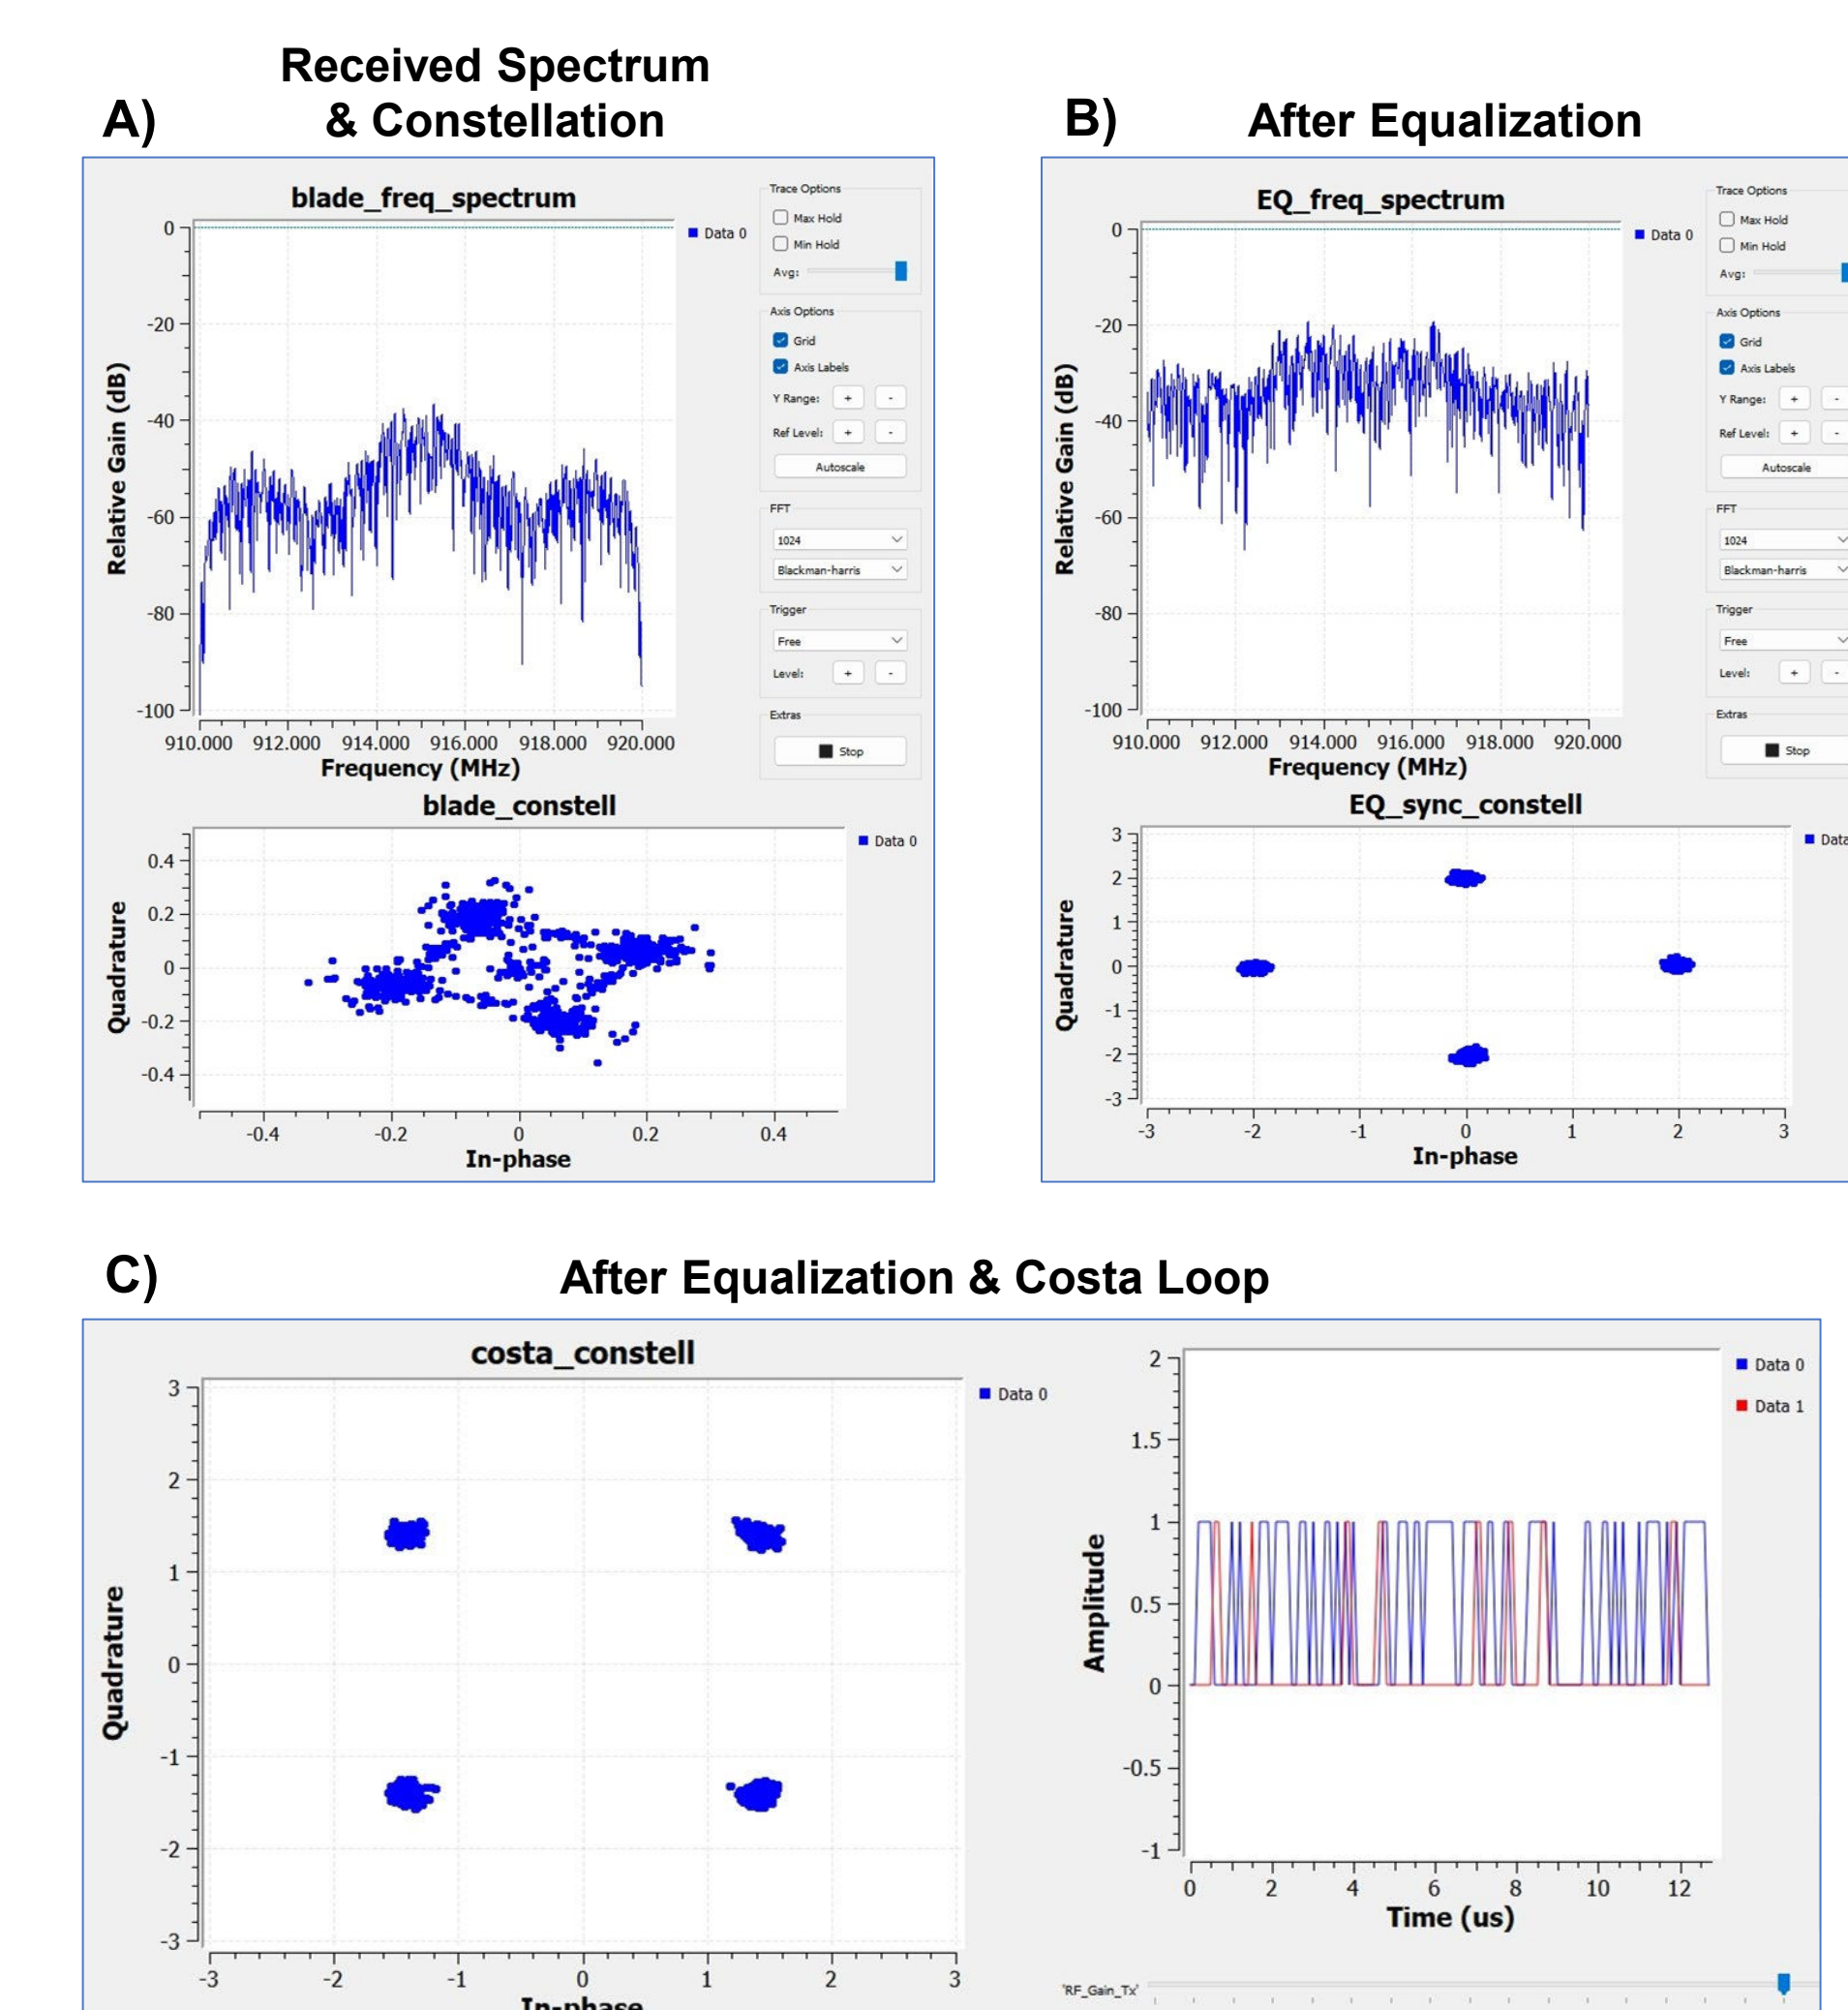 Received Spectrum
& Constellation
A)
blade_freq_spectrum
0
-20
-40
-60
-80
-100
Relative Gain (dB)
910.000 912.000 914.000 916.000 918.000 920.000
Frequency (MHz)
Data 0
Trace Options
Max Hold
Min Hold
Avg:
Axis Options
Grid
Axis Labels
Y Range: + -
Ref Level: + -
Autoscale
FFT
1024
Blackman-harris
Trigger
Free
Level: + -
Extras
Stop
blade_constell
Data 0
0.4
0.2
0
-0.2
-0.4
Quadrature
-0.4 -0.2 0 0.2 0.4
In-phase
B) After Equalization
EQ_freq_spectrum
0
-20
-40
-60
-80
-100
Relative Gain (dB)
910.000 912.000 914.000 916.000 918.000 920.000
Frequency (MHz)
Data 0
Trace Options
Max Hold
Min Hold
Avg:
Axis Options
Grid
Axis Labels
Y Range: + -
Ref Level: + -
Autoscale
FFT
1024
Blackman-harris
Trigger
Free
Level: + -
Extras
Stop
EQ_sync_constell
Data
3
2
1
0
-1
-2
-3
Quadrature
-3 -2 -1 0 1 2 3
In-phase
C) After Equalization & Costa Loop
costa_constell
Data 0
3
2
1
0
-1
-2
-3
Quadrature
-3 -2 -1 0 1 2 3
In-phase
2
1.5
1
0.5
0
-0.5
-1
Amplitude
0 2 4 6 8 10 12
Time (us)
Data 0
Data 1
'RF_Gain_Tx'